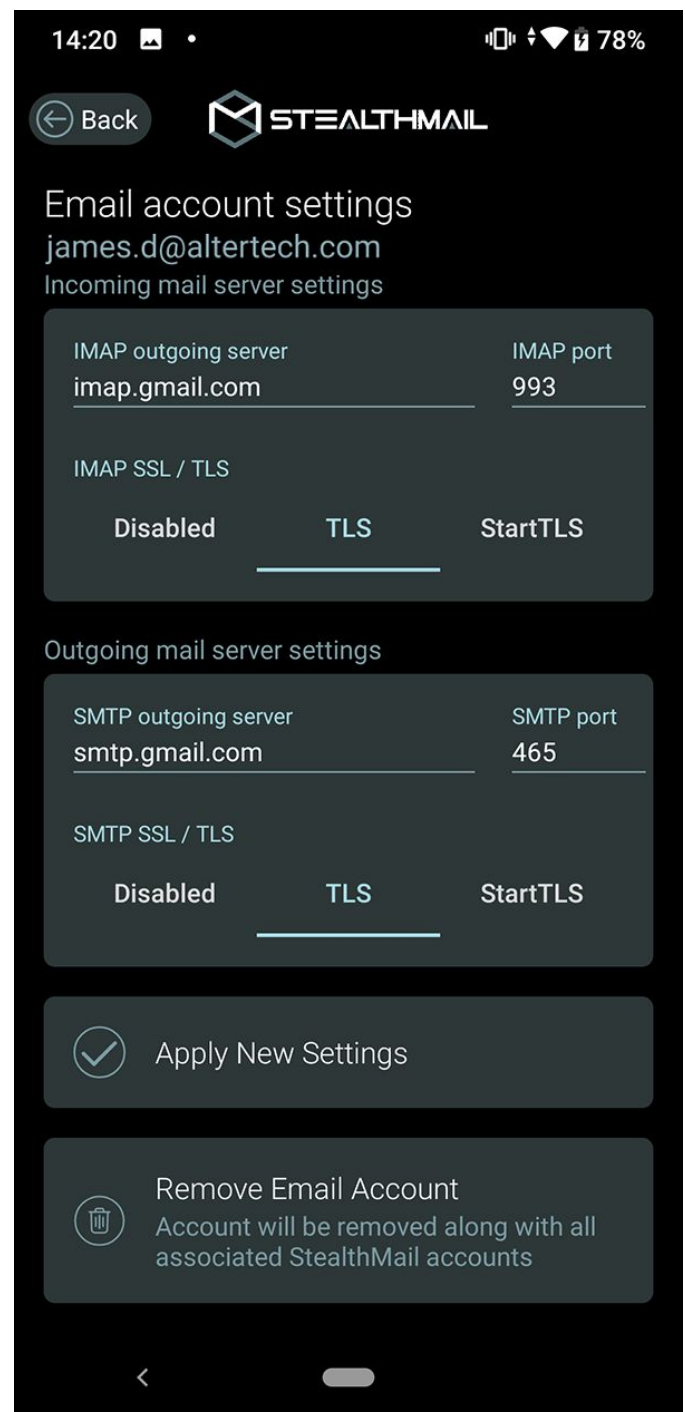 14:20 78%
Back STEALTHMAIL
Email account settings
james.d@altertech.com
Incoming mail server settings
IMAP outgoing server IMAP port
imap.gmail.com 993
IMAP SSL / TLS
Disabled TLS StartTLS
Outgoing mail server settings
SMTP outgoing server SMTP port
smtp.gmail.com 465
SMTP SSL / TLS
Disabled TLS StartTLS
Apply New Settings
Remove Email Account
Account will be removed along with all
associated StealthMail accounts